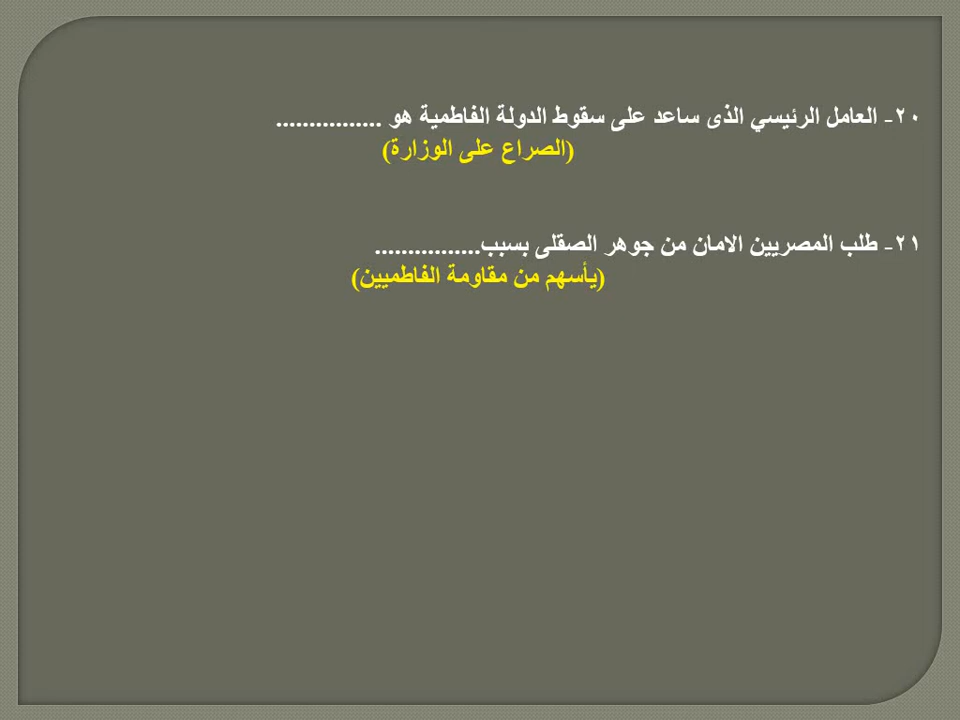 ٢٠- العامل الرئيسي الذى ساعد على سقوط الدولة الفاطمية هو ................
(الصراع على الوزارة)
٢١- طلب المصريين الامان من جوهر الصقلى بسبب................
(يأسهم من مقاومة الفاطميين)